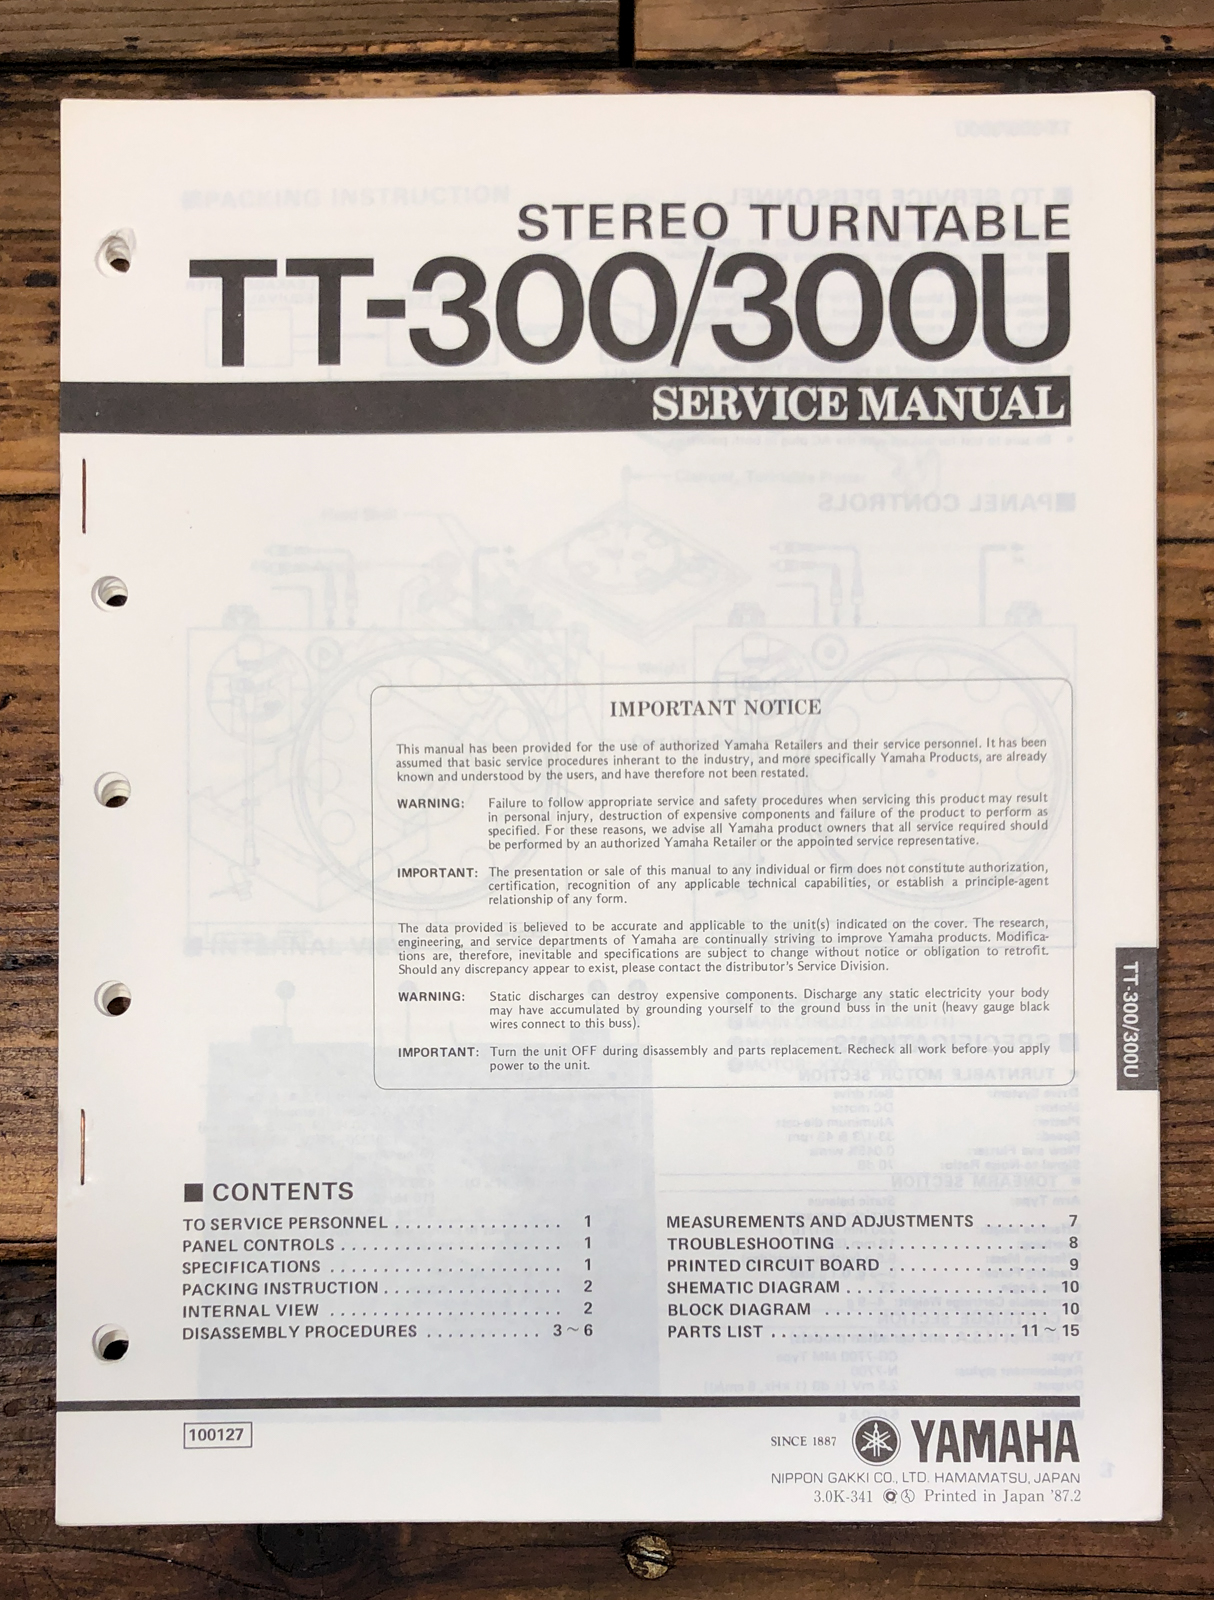 STEREO TURNTABLE
TT-300/300U
SERVICE MANUAL
IMPORTANT NOTICE
This manual has been provided for the use of authorized Yamaha Retailers and their service personnel. It has been
assumed that basic service procedures inherant to the industry, and more specifically Yamaha Products, are already
known and understood by the users, and have therefore not been restated.
WARNING: Failure to follow appropriate service and safety procedures when servicing this product may result
in personal injury, destruction of expensive components and failure of the product to perform as
specified. For these reasons, we advise all Yamaha product owners that all service required should
be performed by an authorized Yamaha Retailer or the appointed service representative.
IMPORTANT: The presentation or sale of this manual to any individual or firm does not constitute authorization,
certification, recognition of any applicable technical capabilities, or establish a principle-agent
relationship of any form.
The data provided is believed to be accurate and applicable to the unit(s) indicated on the cover. The research,
engineering, and service departments of Yamaha are continually striving to improve Yamaha products. Modifica-
tions are, therefore, inevitable and specifications are subject to change without notice or obligation to retrofit.
Should any discrepancy appear to exist, please contact the distributor's Service Division.
WARNING: Static discharges can destroy expensive components. Discharge any static electricity your body
may have accumulated by grounding yourself to the ground buss in the unit (heavy gauge black
wires connect to this buss).
IMPORTANT: Turn the unit OFF during disassembly and parts replacement. Recheck all work before you apply
power to the unit.
TT-300/300U
■ CONTENTS
TO SERVICE PERSONNEL . . . . . . . . . . . . . . . . 1
PANEL CONTROLS . . . . . . . . . . . . . . . . . . . . . 1
SPECIFICATIONS . . . . . . . . . . . . . . . . . . . . . . 1
PACKING INSTRUCTION . . . . . . . . . . . . . . . . . 2
INTERNAL VIEW . . . . . . . . . . . . . . . . . . . . . . 2
DISASSEMBLY PROCEDURES . . . . . . . . . . . 3 ~ 6
MEASUREMENTS AND ADJUSTMENTS . . . . . . 7
TROUBLESHOOTING . . . . . . . . . . . . . . . . . . . 8
PRINTED CIRCUIT BOARD . . . . . . . . . . . . . . . 9
SHEMATIC DIAGRAM . . . . . . . . . . . . . . . . . . . 10
BLOCK DIAGRAM . . . . . . . . . . . . . . . . . . . . . 10
PARTS LIST . . . . . . . . . . . . . . . . . . . . . . . 11 ~ 15
100127
SINCE 1887 YAMAHA
NIPPON GAKKI CO., LTD. HAMAMATSU, JAPAN
3.0K-341 Printed in Japan '87.2